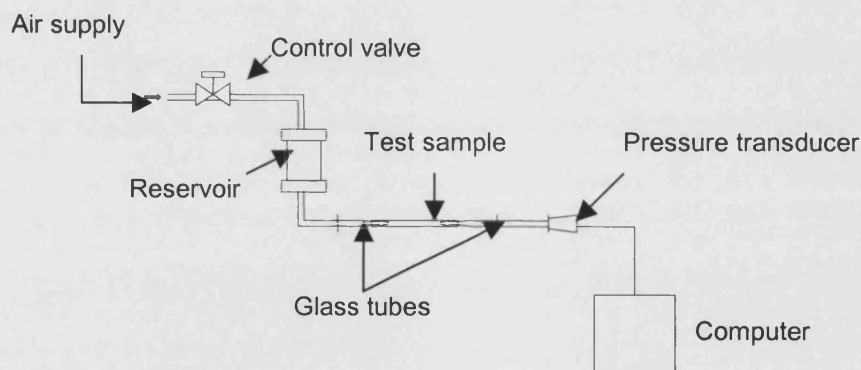 Air supply
Control valve
Test sample
Pressure transducer
Reservoir
Glass tubes
Computer